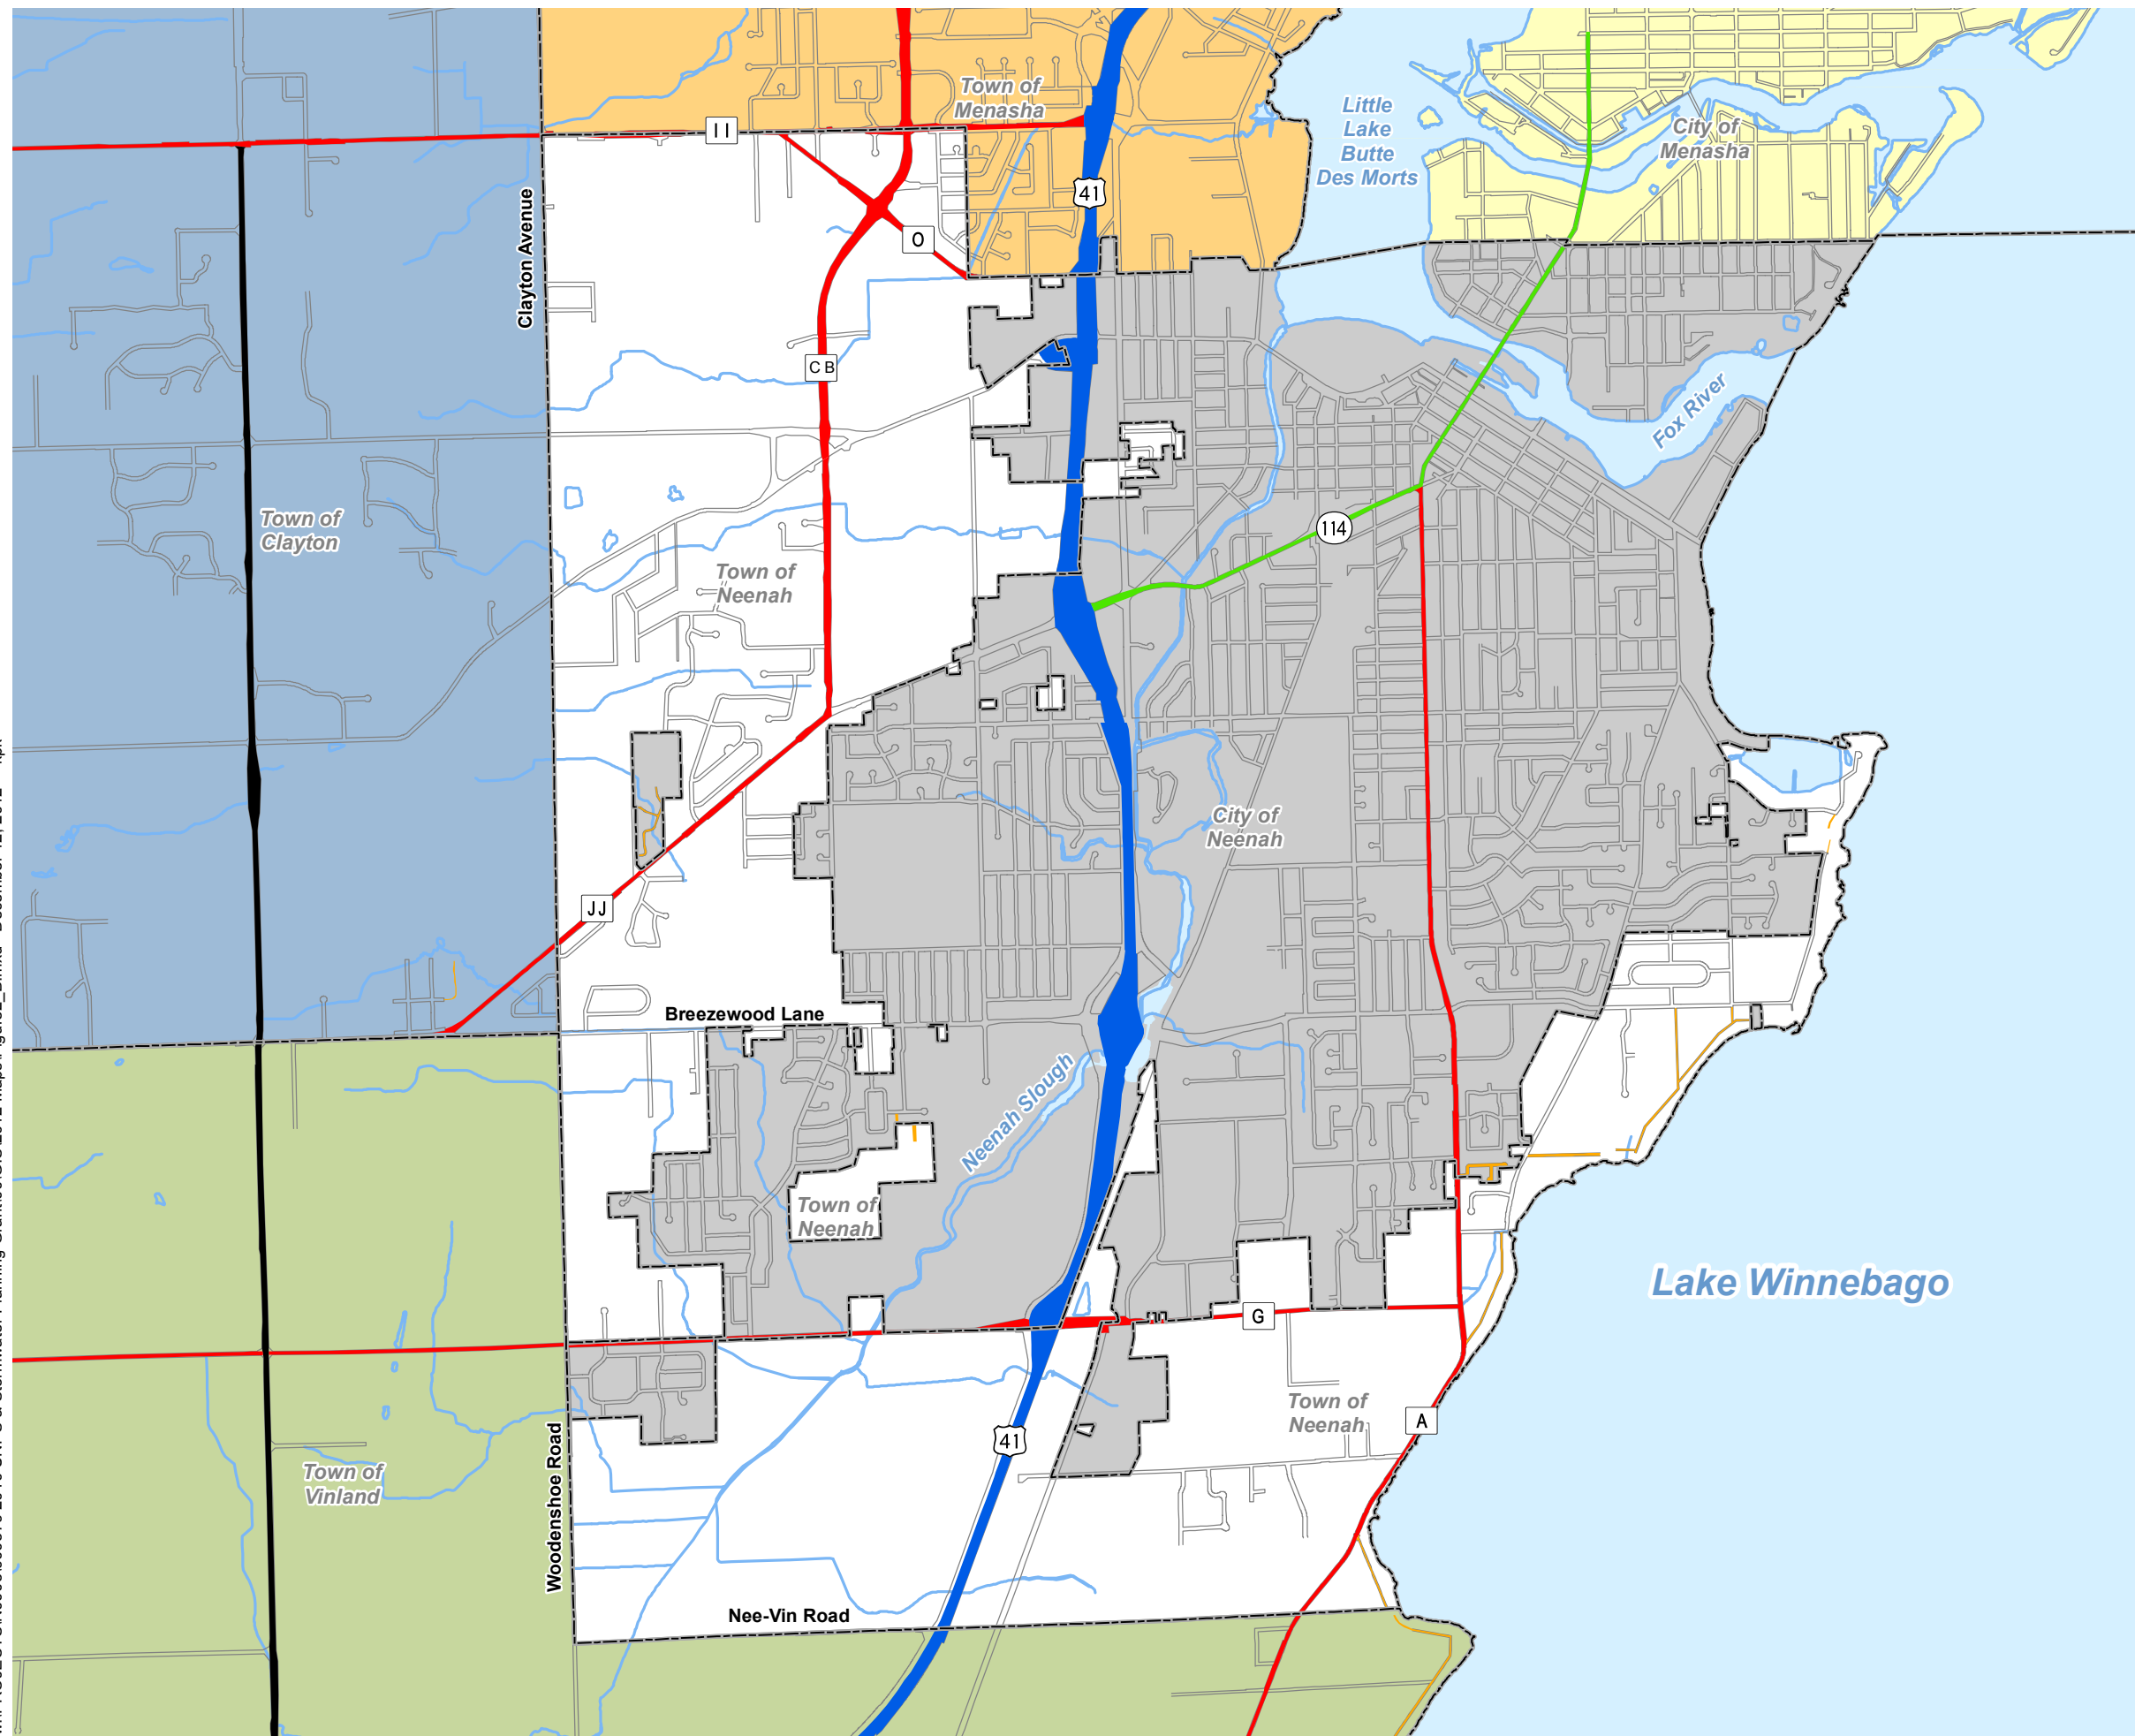 Town of
Menasha
Little
Lake
Butte
Des Morts
City of
Menasha
II
41
O
Clayton Avenue
CB
Fox River
Town of
Clayton
114
Town of
Neenah
City of
Neenah
JJ
Breezewood Lane
Neenah Slough
Town of
Neenah
Lake Winnebago
G
Town of
Neenah
A
41
Woodenshoe Road
Town of
Vinland
Nee-Vin Road